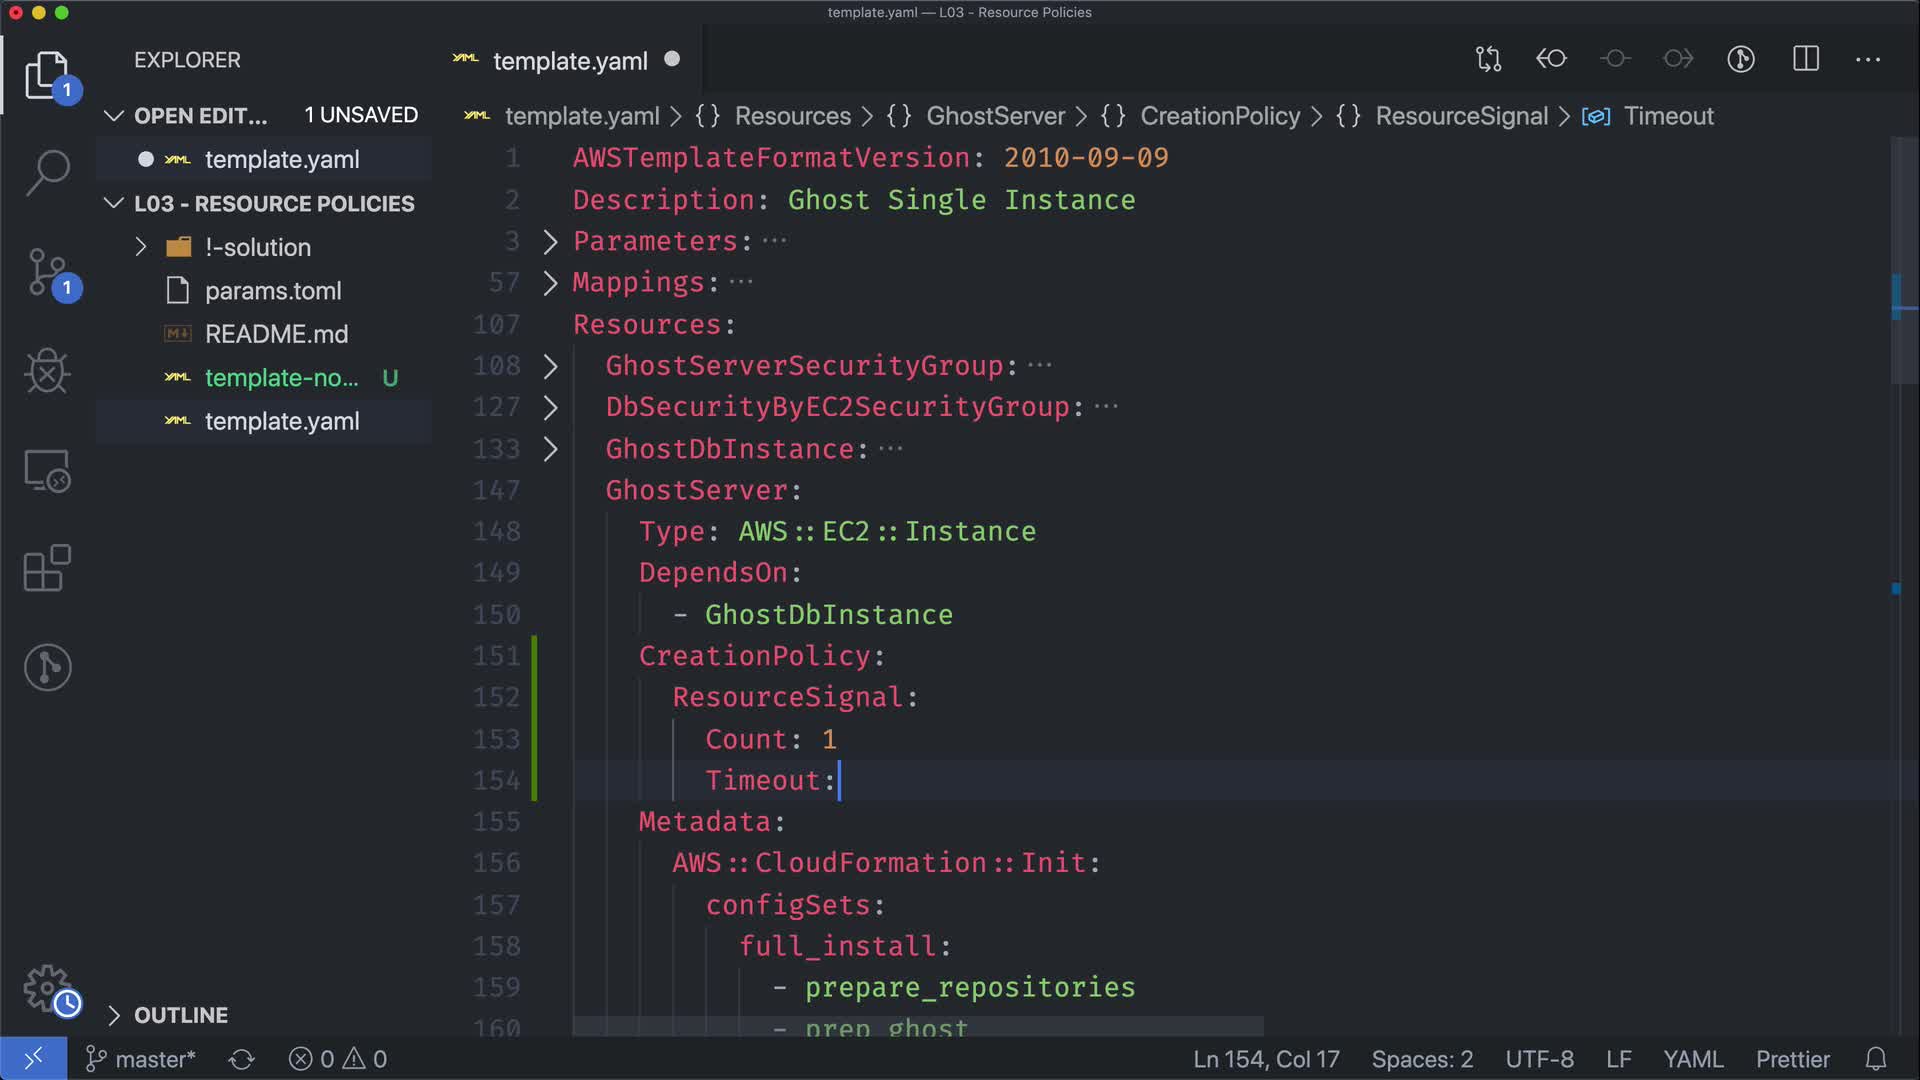 template.yaml — L03 - Resource Policies
EXPLORER
template.yaml
1
OPEN EDIT... 1 UNSAVED
template.yaml > {} Resources > {} GhostServer > {} CreationPolicy > {} ResourceSignal > Timeout
template.yaml
L03 - RESOURCE POLICIES
!-solution
params.toml
1
README.md
template-no... U
template.yaml
1 AWSTemplateFormatVersion: 2010-09-09
2 Description: Ghost Single Instance
3 Parameters: ...
57 Mappings: ...
107 Resources:
108 GhostServerSecurityGroup: ...
127 DbSecurityByEC2SecurityGroup: ...
133 GhostDbInstance: ...
147 GhostServer:
148 Type: AWS::EC2::Instance
149 DependsOn:
150 - GhostDbInstance
151 CreationPolicy:
152 ResourceSignal:
153 Count: 1
154 Timeout:
155 Metadata:
156 AWS::CloudFormation::Init:
157 configSets:
158 full_install:
159 - prepare_repositories
160 - prep_ghost
OUTLINE
master* 0 0 Ln 154, Col 17 Spaces: 2 UTF-8 LF YAML Prettier